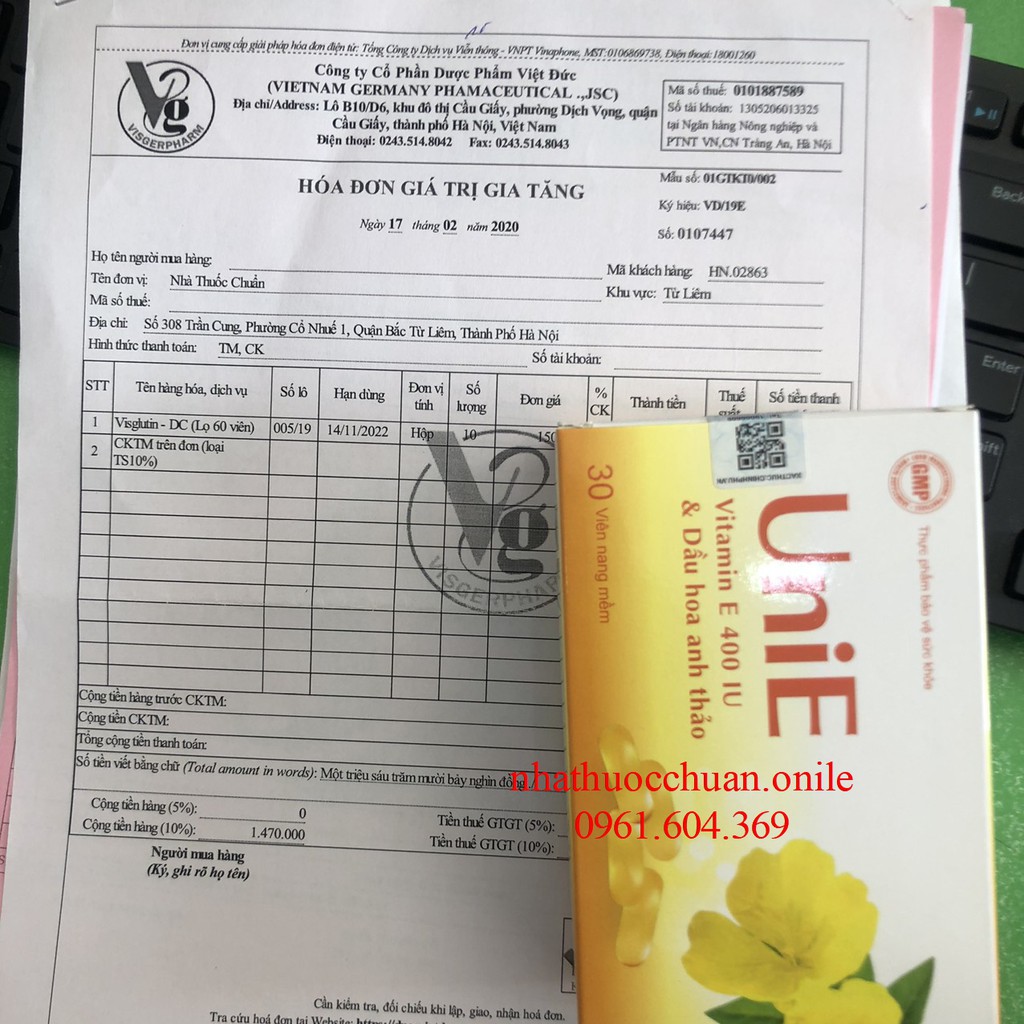 Đơn vị cung cấp giải pháp hóa đơn điện tử: Tổng Công ty Dịch vụ Viễn thông - VNPT Vinaphone, MST:0106869738, Điện thoại:18001260
Vpg
VISGERPHARM
Công ty Cổ Phần Dược Phẩm Việt Đức
(VIETNAM GERMANY PHAMACEUTICAL .,JSC)
Địa chỉ/Address: Lô B10/D6, khu đô thị Cầu Giấy, phường Dịch Vọng, quận
Cầu Giấy, thành phố Hà Nội, Việt Nam
Điện thoại: 0243.514.8042 Fax: 0243.514.8043
Mã số thuế: 0101887589
Số tài khoản: 1305206013325
tại Ngân hàng Nông nghiệp và
PTNT VN,CN Tràng An, Hà Nội
HÓA ĐƠN GIÁ TRỊ GIA TĂNG
Ngày 17 tháng 02 năm 2020
Mẫu số: 01GTKT0/002
Ký hiệu: VD/19E
Số: 0107447
Họ tên người mua hàng:
Mã khách hàng: HN.02863
Tên đơn vị: Nhà Thuốc Chuẩn
Khu vực: Từ Liêm
Mã số thuế:
Địa chỉ: Số 308 Trần Cung, Phường Cổ Nhuế 1, Quận Bắc Từ Liêm, Thành Phố Hà Nội
Hình thức thanh toán: TM, CK
Số tài khoản:
STT Tên hàng hóa, dịch vụ Số lô Hạn dùng Đơn vị tính Số lượng Đơn giá % CK Thành tiền Thuế suất Số tiền thanh
1 Visglutin - DC (Lọ 60 viên) 005/19 14/11/2022 Hộp 10
2 CKTM trên đơn (loại
TS10%)
Vpg
VISGERPHAR
Cộng tiền hàng trước CKTM:
Cộng tiền CKTM:
Tổng cộng tiền thanh toán:
Số tiền viết bằng chữ (Total amount in words): Một triệu sáu trăm mười bảy nghìn đồng./
Cộng tiền hàng (5%): 0
Tiền thuế GTGT (5%):
Cộng tiền hàng (10%): 1.470.000
Tiền thuế GTGT (10%):
Người mua hàng
(Ký, ghi rõ họ tên)
Cần kiểm tra, đối chiếu khi lập, giao, nhận hoá đơn.
Tra cứu hoá đơn tại Website:
UniE
Vitamin E 400 IU
& Dầu hoa anh thảo
30 Viên nang mềm
GMP
Thực phẩm bảo vệ sức khỏe
nhathuocchuan.onile
0961.604.369
Enter
Back